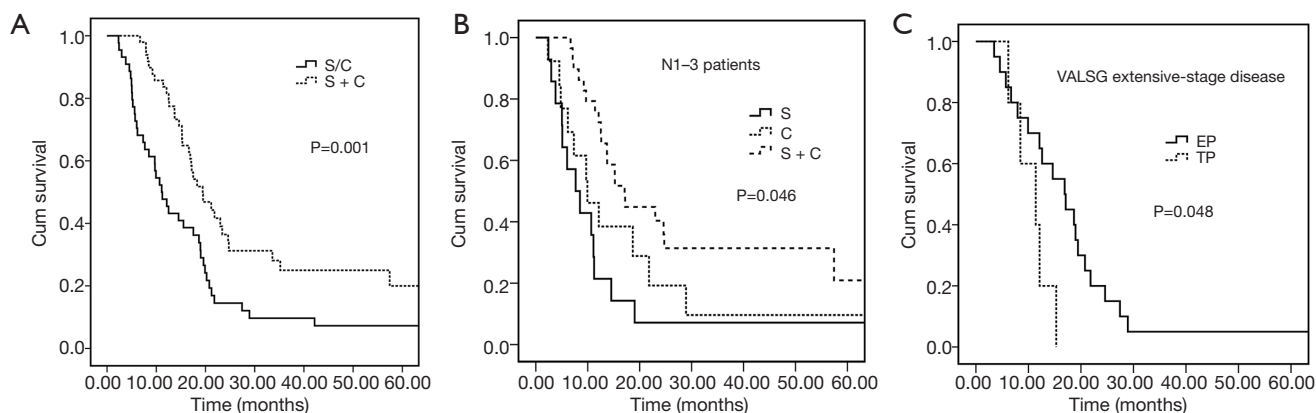 A
Cum survival
1.0
0.8
0.6
0.4
0.2
0.0
S/C
S + C
P=0.001
0.00 10.00 20.00 30.00 40.00 50.00 60.00
Time (months)
B
Cum survival
1.0
0.8
0.6
0.4
0.2
0.0
N1–3 patients
S
C
S + C
P=0.046
0.00 10.00 20.00 30.00 40.00 50.00 60.00
Time (months)
C
Cum survival
1.0
0.8
0.6
0.4
0.2
0.0
VALSG extensive-stage disease
EP
TP
P=0.048
0.00 10.00 20.00 30.00 40.00 50.00 60.00
Time (months)